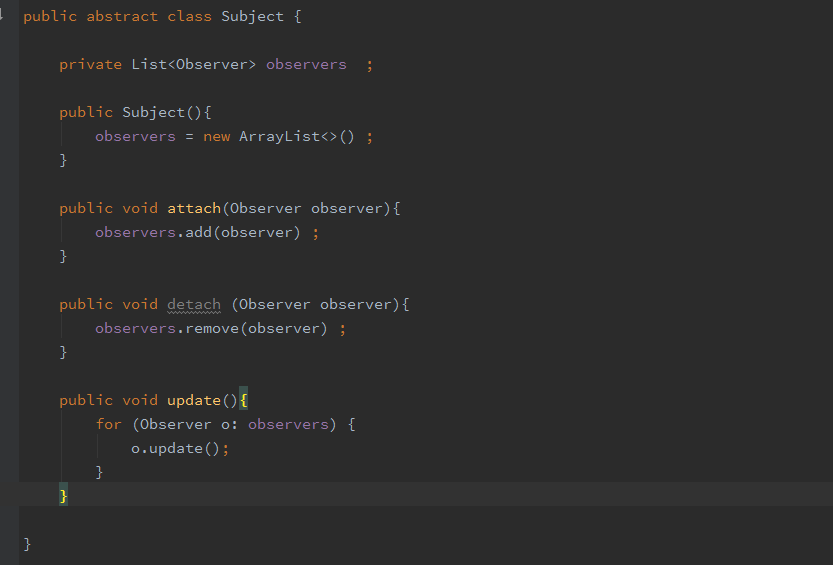 public abstract class Subject {
private List<Observer> observers  ;
public Subject(){
observers = new ArrayList<>() ;
}
public void attach(Observer observer){
observers.add(observer) ;
}
public void detach (Observer observer){
observers.remove(observer) ;
}
public void update(){
for (Observer o: observers) {
o.update();
}
}
}